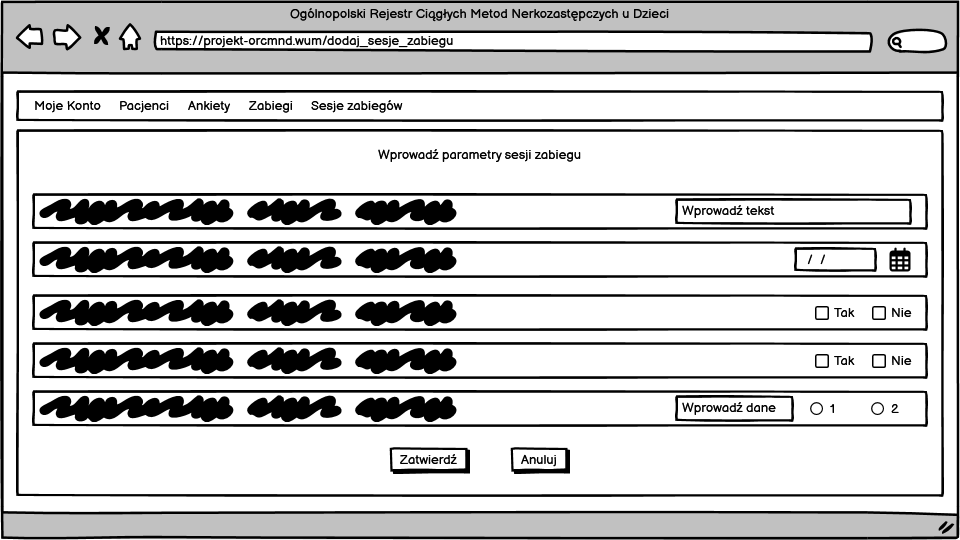 Ogólnopolski Rejestr Ciągłych Metod Nerkozastępczych u Dzieci
https://projekt-orcmnd.wum/dodaj_sesje_zabiegu
Moje Konto Pacjenci Ankiety Zabiegi Sesje zabiegów
Wprowadź parametry sesji zabiegu
Wprowadź tekst
/ /
Tak Nie
Tak Nie
Wprowadź dane 1 2
Zatwierdź Anuluj